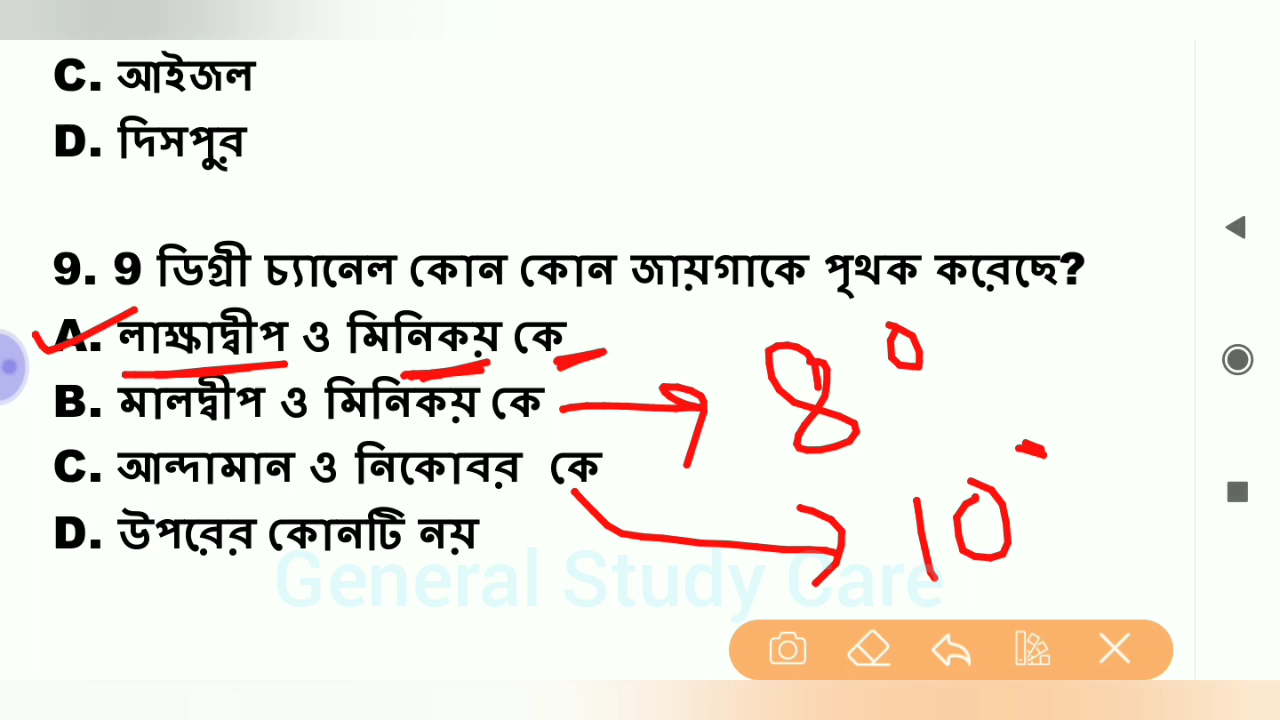 C. আইজল
D. দিসপুর
9. 9 ডিগ্রী চ্যানেল কোন কোন জায়গাকে পৃথক করেছে?
A. লাক্ষাদ্বীপ ও মিনিকয় কে
B. মালদ্বীপ ও মিনিকয় কে → 8°
C. আন্দামান ও নিকোবর কে → 10
D. উপরের কোনটি নয়
General Study Care